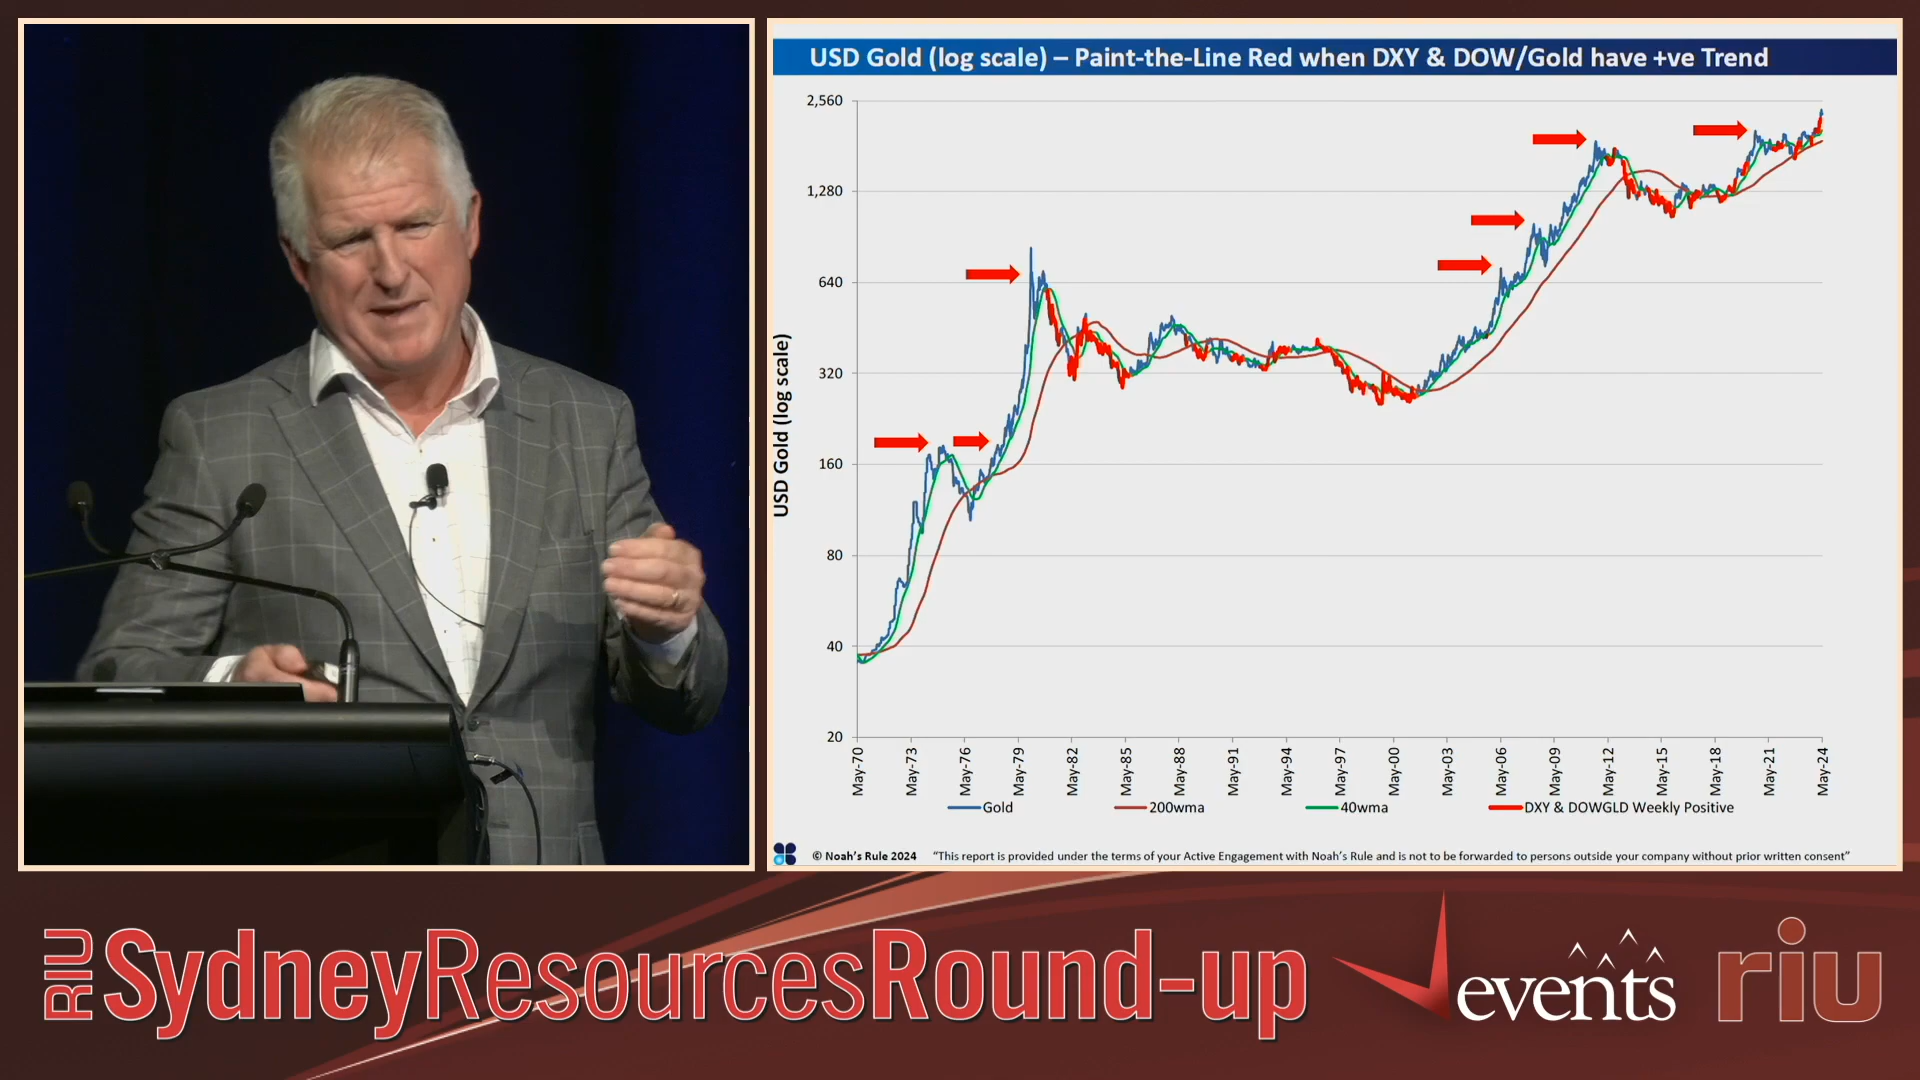 USD Gold (log scale) – Paint-the-Line Red when DXY & DOW/Gold have +ve Trend
USD Gold (log scale)
2,560
1,280
640
320
160
80
40
20
May-70
May-73
May-76
May-79
May-82
May-85
May-88
May-91
May-94
May-97
May-00
May-03
May-06
May-09
May-12
May-15
May-18
May-21
May-24
Gold 200wma 40wma DXY & DOWGLD Weekly Positive
© Noah's Rule 2024 "This report is provided under the terms of your Active Engagement with Noah's Rule and is not to be forwarded to persons outside your company without prior written consent"
RIU SydneyResourcesRound-up
events
riu